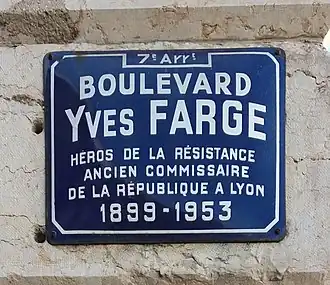 7ᵉ Arrᵗ
BOULEVARD
YVES FARGE
HÉROS DE LA RÉSISTANCE
ANCIEN COMMISSAIRE
DE LA RÉPUBLIQUE A LYON
1899-1953